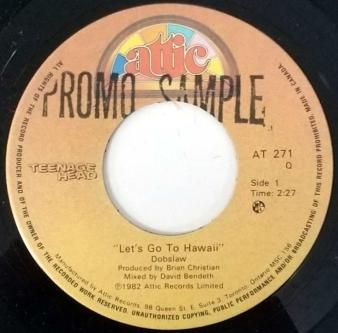 attic
PROMO SAMPLE
TEENAGE
HEAD
AT 271
Q
Side 1
Time: 2:27
"Let's Go To Hawaii"
Dobslaw
Produced by Brian Christian
Mixed by David Bendeth
℗1982 Attic Records Limited
Manufactured by Attic Records, 98 Queen St. E. Suite 3, Toronto, Ontario M5C 1S6
ALL RIGHTS OF THE RECORD PRODUCER AND OF THE OWNER OF THE RECORDED WORK RESERVED. UNAUTHORIZED COPYING, PUBLIC PERFORMANCE AND/OR BROADCASTING OF THIS RECORD PROHIBITED. MADE IN CANADA.